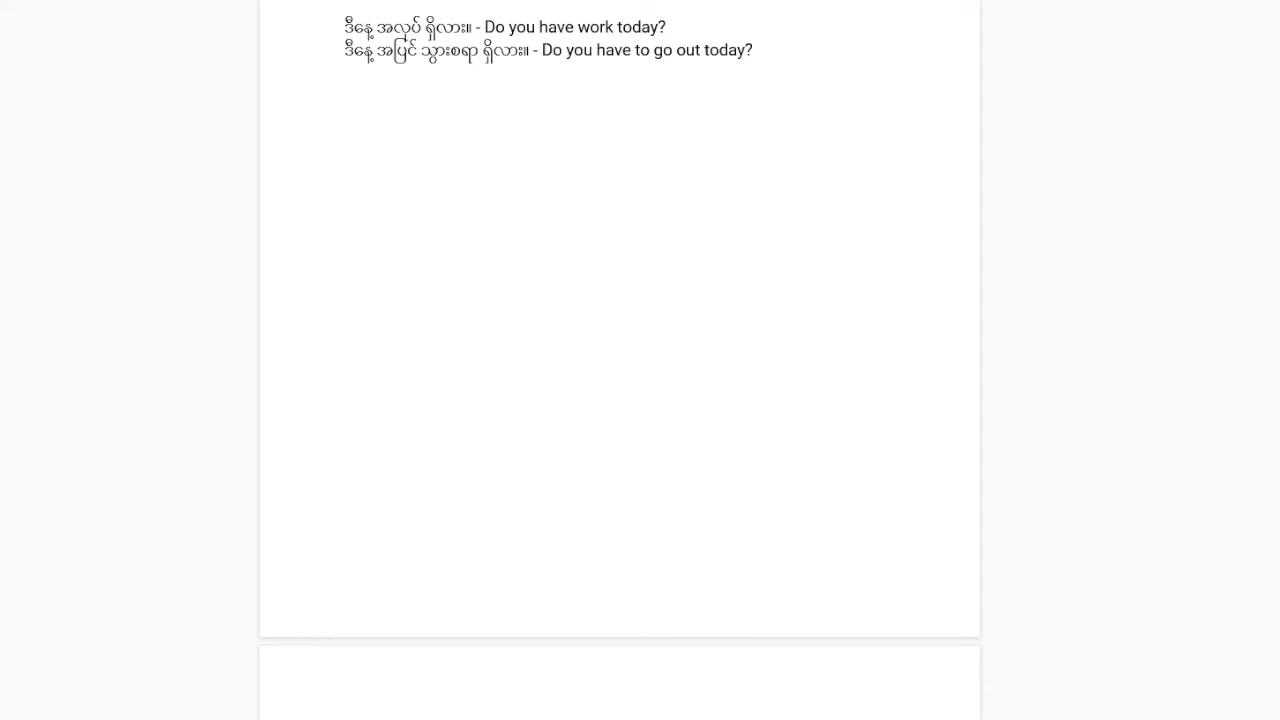 ဒီနေ့ အလုပ် ရှိလား။ - Do you have work today?
ဒီနေ့ အပြင် သွားစရာ ရှိလား။ - Do you have to go out today?